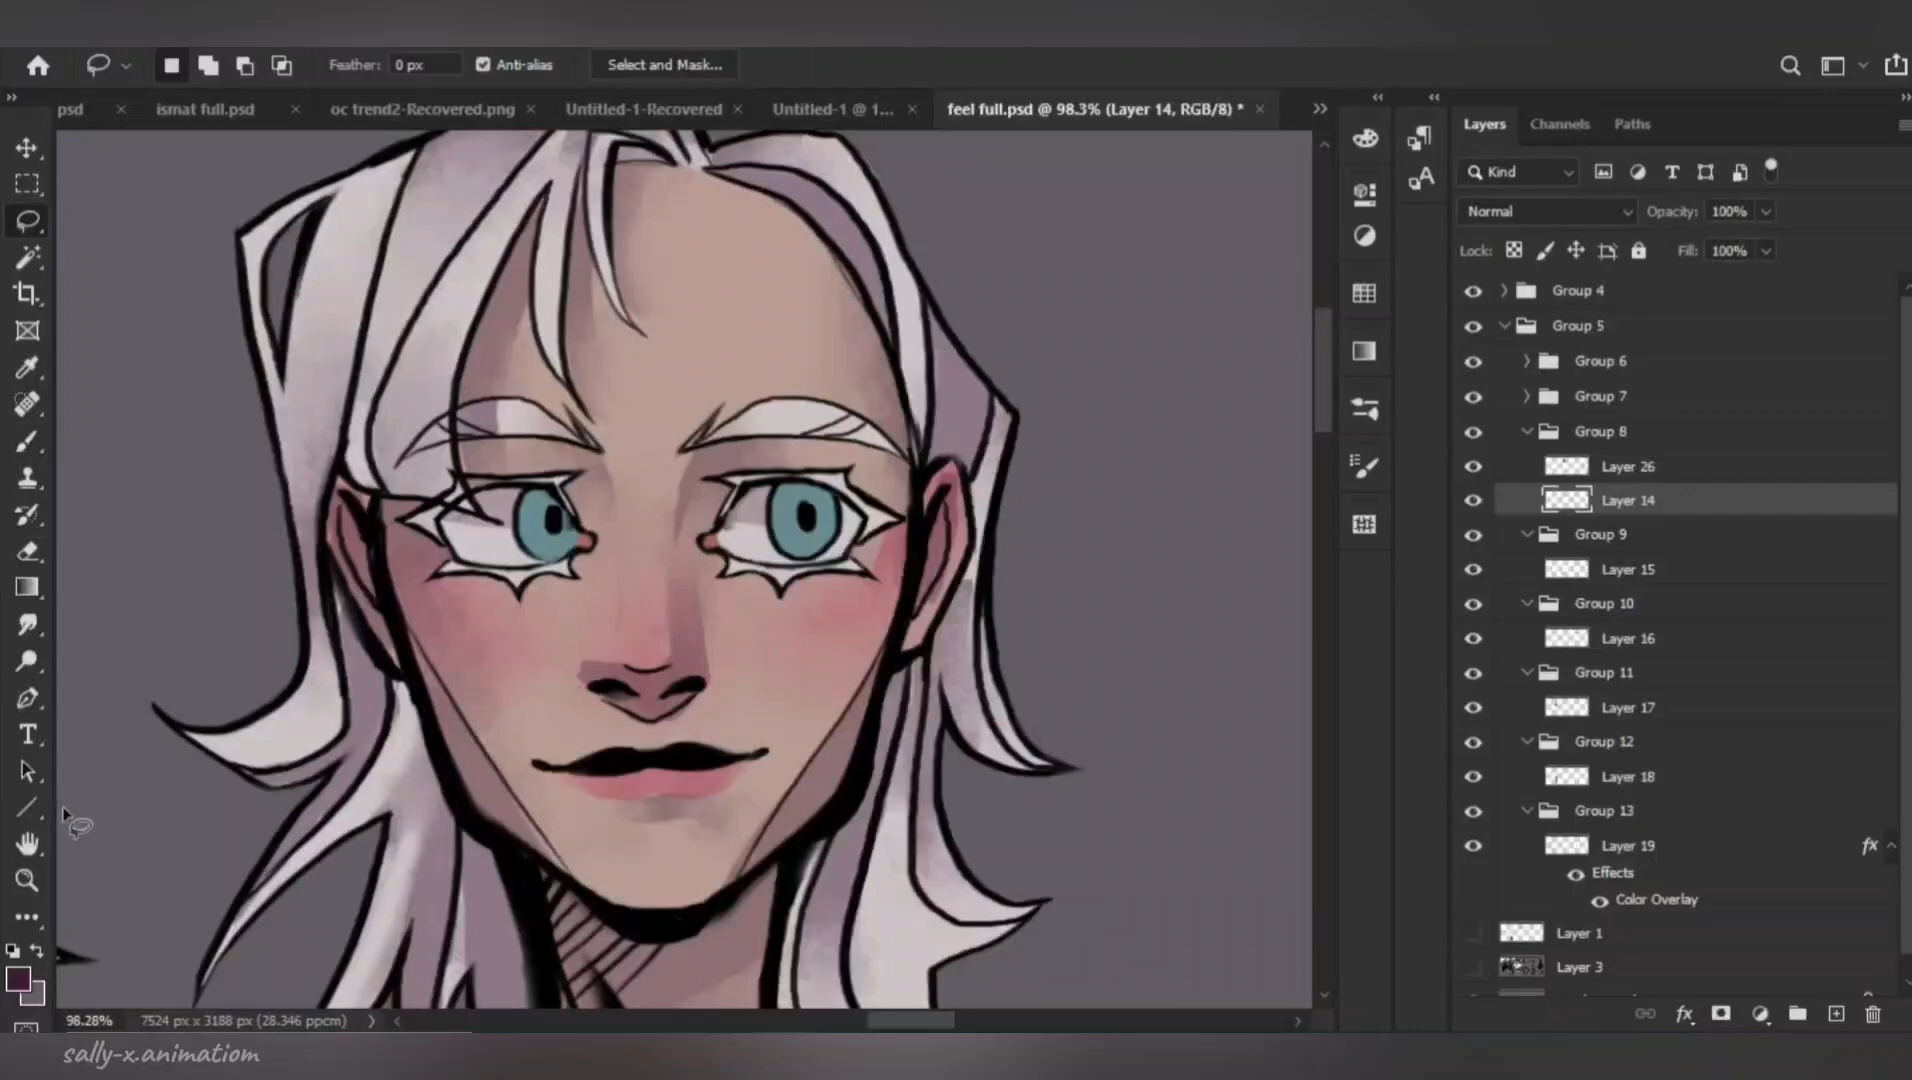 Feather: 0 px Anti-alias Select and Mask...
psd × ismat full.psd × oc trend2-Recovered.png × Untitled-1-Recovered × Untitled-1 @ 1... × feel full.psd @ 98.3% (Layer 14, RGB/8) * ×
Layers Channels Paths
Kind
Normal Opacity: 100%
Lock: Fill: 100%
Group 4
Group 5
Group 6
Group 7
Group 8
Layer 26
Layer 14
Group 9
Layer 15
Group 10
Layer 16
Group 11
Layer 17
Group 12
Layer 18
Group 13
Layer 19 fx
Effects
Color Overlay
Layer 1
Layer 3
98.28% 7524 px x 3188 px (28.346 ppcm)
fx
sally-x.animatiom